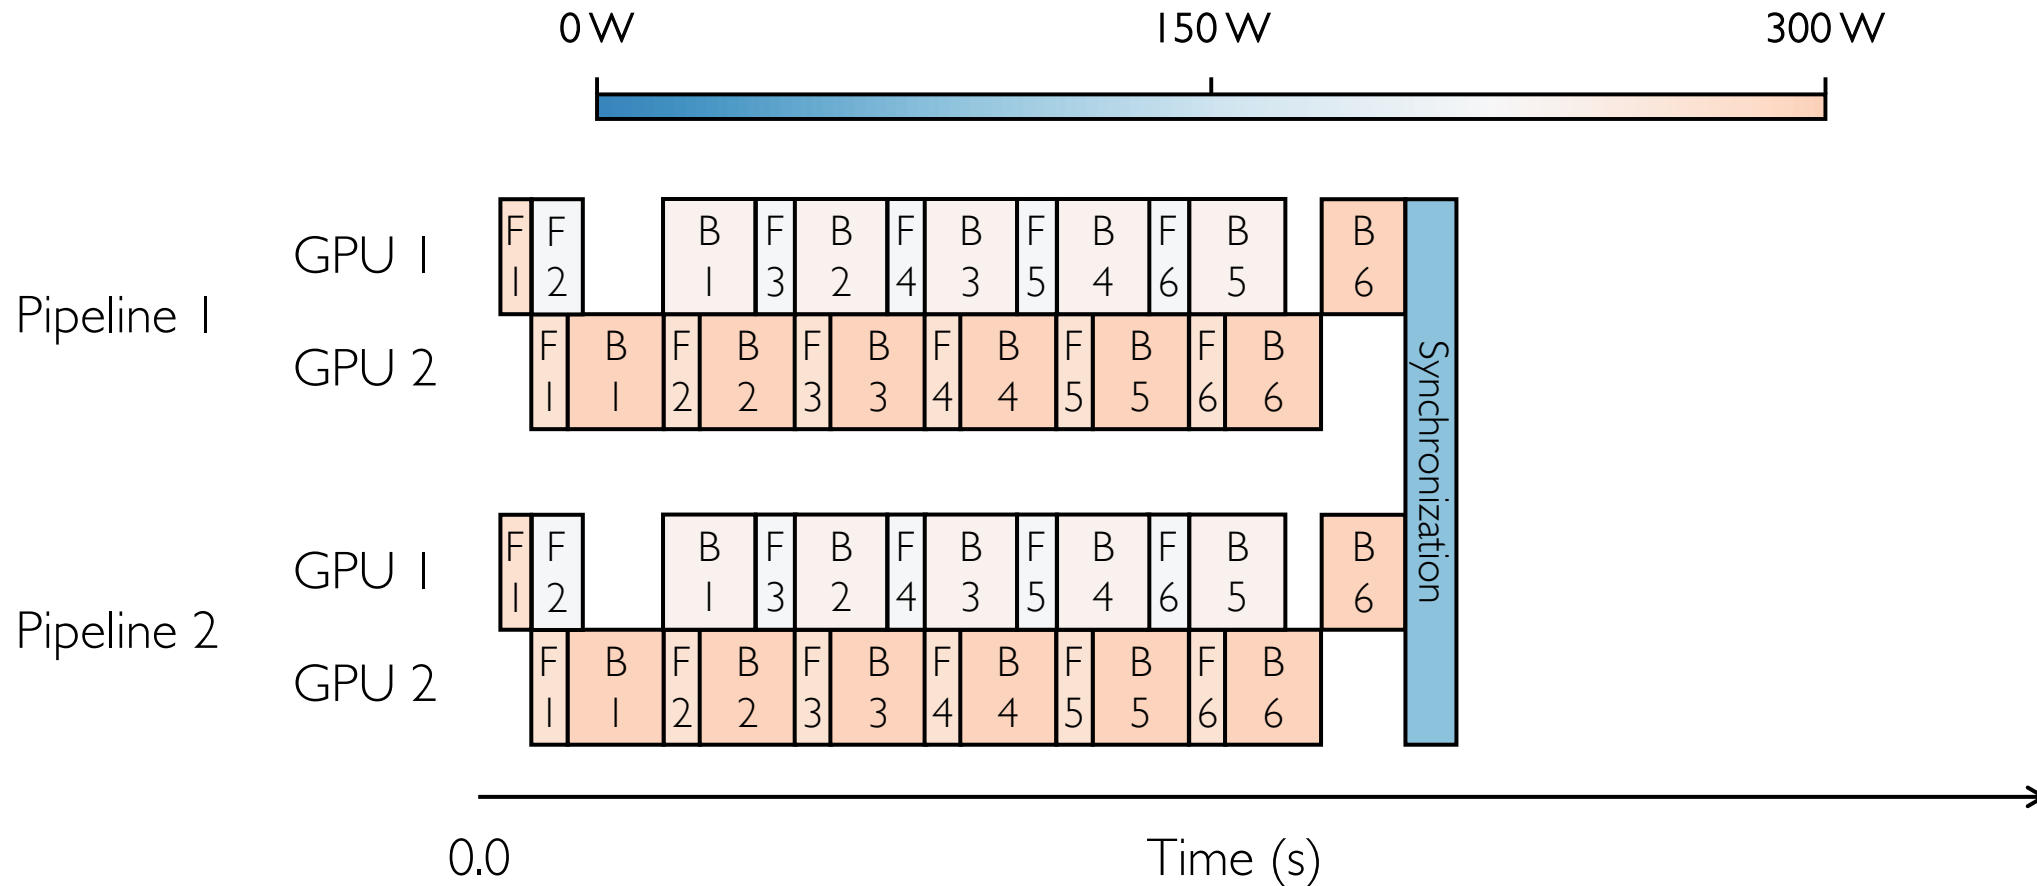 0 W 150 W 300 W
Pipeline 1
GPU 1
F 1 F 2 B 1 F 3 B 2 F 4 B 3 F 5 B 4 F 6 B 5 B 6
GPU 2
F 1 B 1 F 2 B 2 F 3 B 3 F 4 B 4 F 5 B 5 F 6 B 6
Pipeline 2
GPU 1
F 1 F 2 B 1 F 3 B 2 F 4 B 3 F 5 B 4 F 6 B 5 B 6
GPU 2
F 1 B 1 F 2 B 2 F 3 B 3 F 4 B 4 F 5 B 5 F 6 B 6
Synchronization
0.0 Time (s)